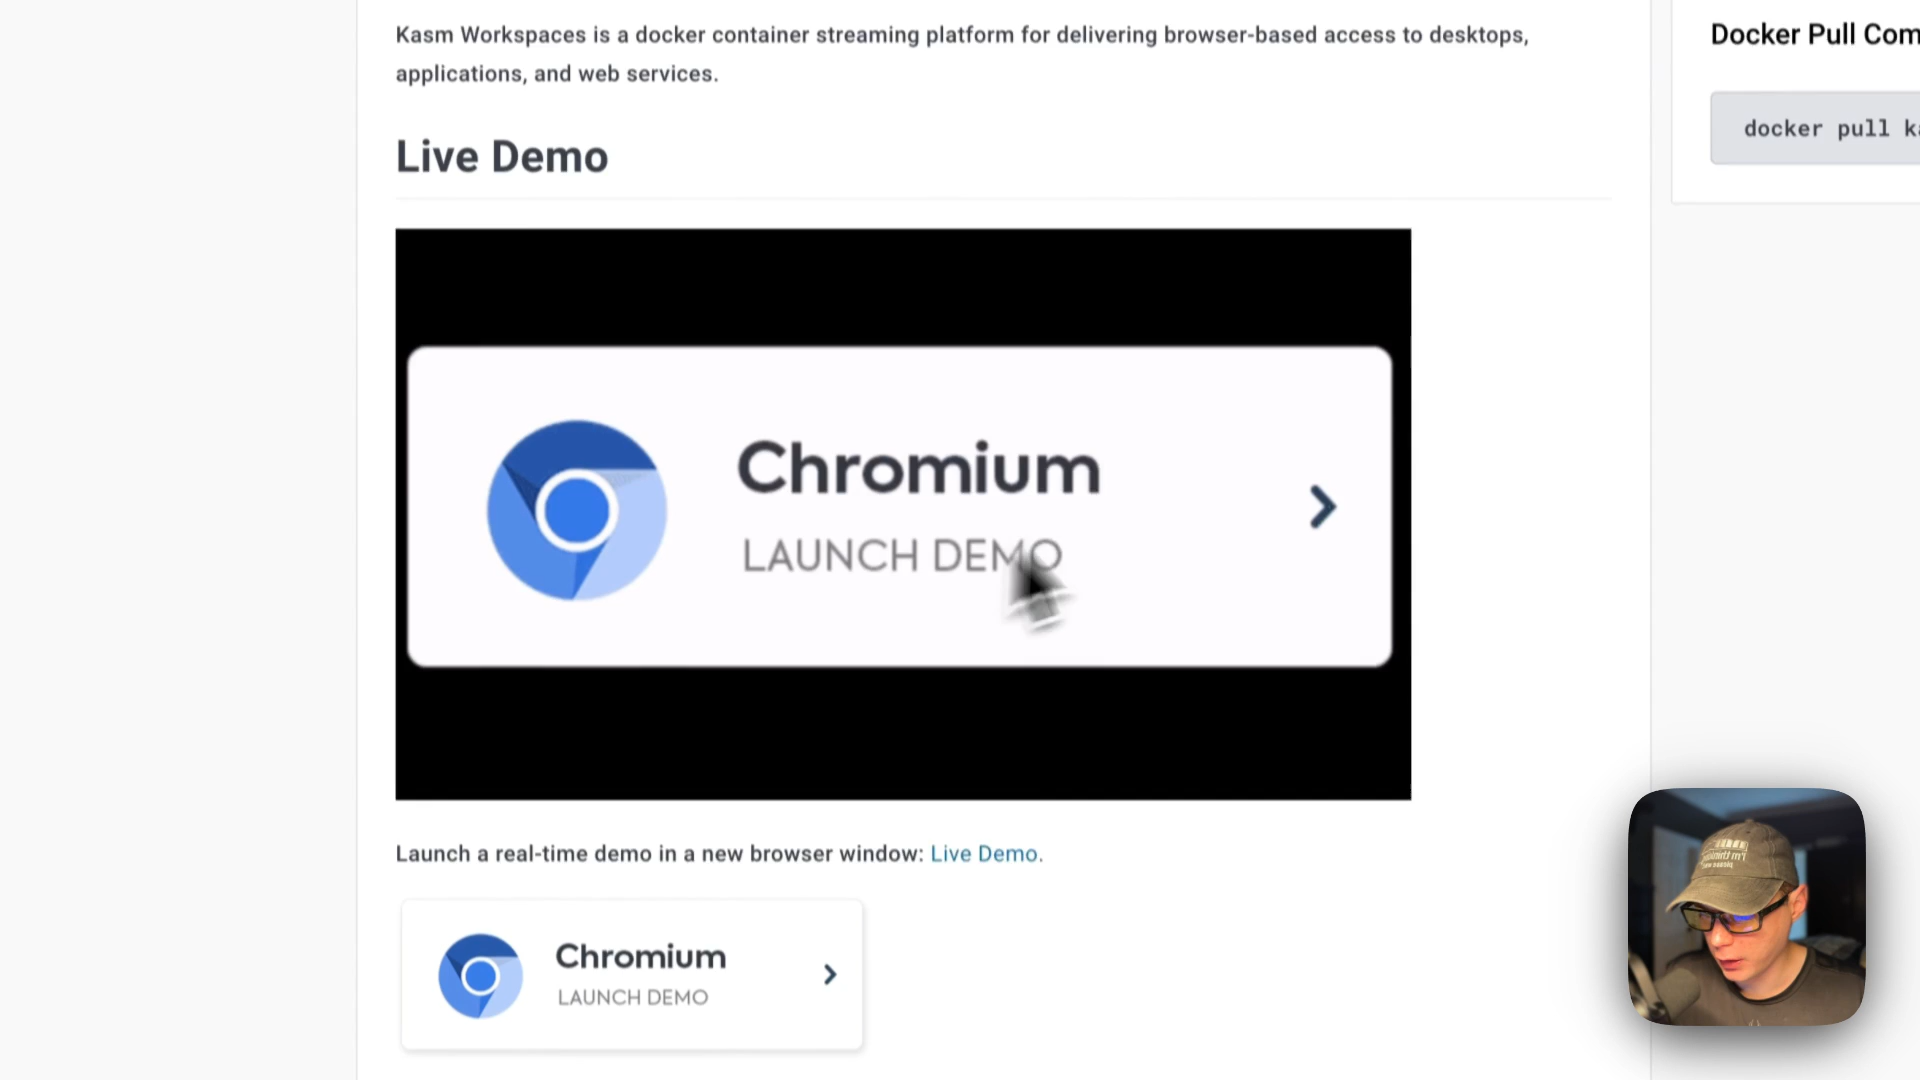 Kasm Workspaces is a docker container streaming platform for delivering browser-based access to desktops,
applications, and web services.
Docker Pull Com
docker pull k
Live Demo
Chromium
LAUNCH DEMO
Launch a real-time demo in a new browser window: Live Demo.
Chromium
LAUNCH DEMO